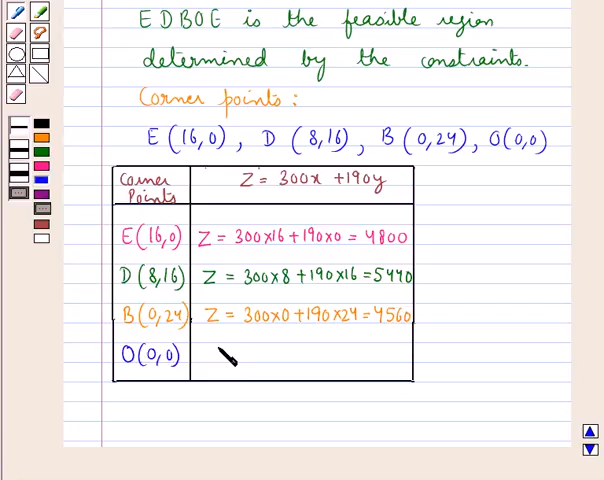 EDBOE is the feasible region
determined by the constraints.
Corner points :
E (16,0) , D (8,16) , B (0,24) , O(0,0)
Corner Points
Z = 300x + 190y
E(16,0) Z = 300×16 + 190×0 = 4800
D(8,16) Z = 300×8 + 190×16 = 5440
B(0,24) Z = 300×0 + 190×24 = 4560
O(0,0)